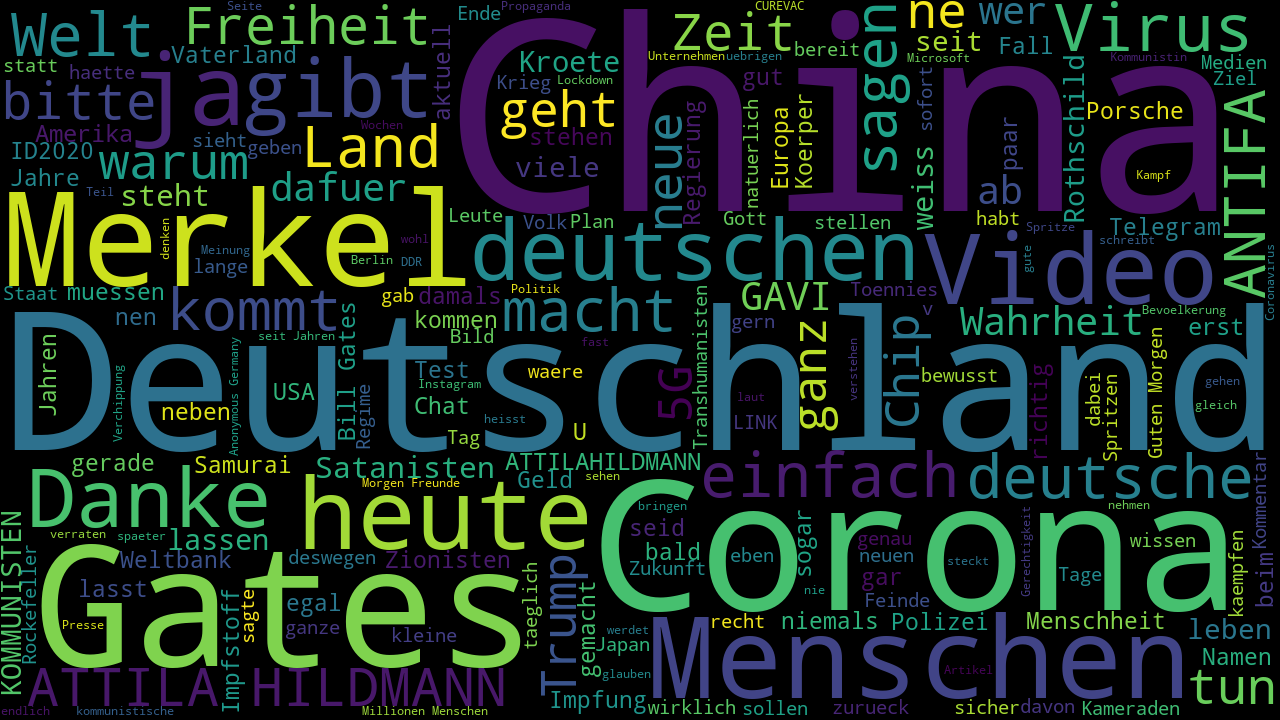 Seite
Propaganda
CUREVAC
Welt
Freiheit
Ende
China
Zeit
sagen
ne
wer
Virus
Vaterland
bereit
seit
Fall
Medien
statt
haette
ja
gibt
aktuell
Kroete
Unternehmen
uebrigen
Microsoft
Kommunistin
Ziel
bitte
Krieg
Lockdown
gut
sofort
Rothschild
Porsche
ANTIFA
Amerika
Wochen
geht
stehen
Regierung
natuerlich
Europa
Koerper
paar
ID2020
warum
sieht
geben
Land
viele
neue
weiss
ab
Kampf
Jahre
Teil
steht
dafuer
Merkel
Leute
Volk
Plan
Gott
stellen
habt
Spritze
Telegram
denken
Meinung
wohl
deutschen
Video
schreibt
gute
lange
Berlin
DDR
Coronavirus
Staat
muessen
gab
damals
Politik
GAVI
Toennies
nen
kommt
kommen
macht
Transhumanisten
gern
v
Wahrheit
Bevoelkerung
erst
Jahren
Deutschland
seit Jahren
Bild
fast
ganz
Chip
verstehen
Verchippung
Anonymous Germany
Bill Gates
Regime
Test
waere
5G
bewusst
richtig
dabei
Spritzen
Guten Morgen
gehen
neben
USA
Chat
Instagram
laut
gleich
heisst
LINK
Tag
U
gerade
Samurai
Satanisten
ATTILAHILDMANN
einfach
deutsche
Kommentar
Danke
Morgen Freunde
Geld
sehen
heute
Corona
bringen
nehmen
KOMMUNISTEN
verraten
spaeter
lassen
seid
sogar
genau
Gerechtigkeit
wissen
Rockefeller
Gates
Weltbank
deswegen
Zionisten
bald
eben
neuen
steckt
beim
kaempfen
lasst
Zukunft
gar
Tage
Impfstoff
sagte
egal
taeglich
Trump
gemacht
nie
Feinde
Presse
ganze
kleine
werdet
recht
niemals
Polizei
Menschheit
leben
Japan
Menschen
Namen
ATTILA HILDMANN
glauben
Artikel
tun
Impfung
wirklich
sollen
zurueck
sicher
davon
Kameraden
endlich
kommunistische
Millionen Menschen